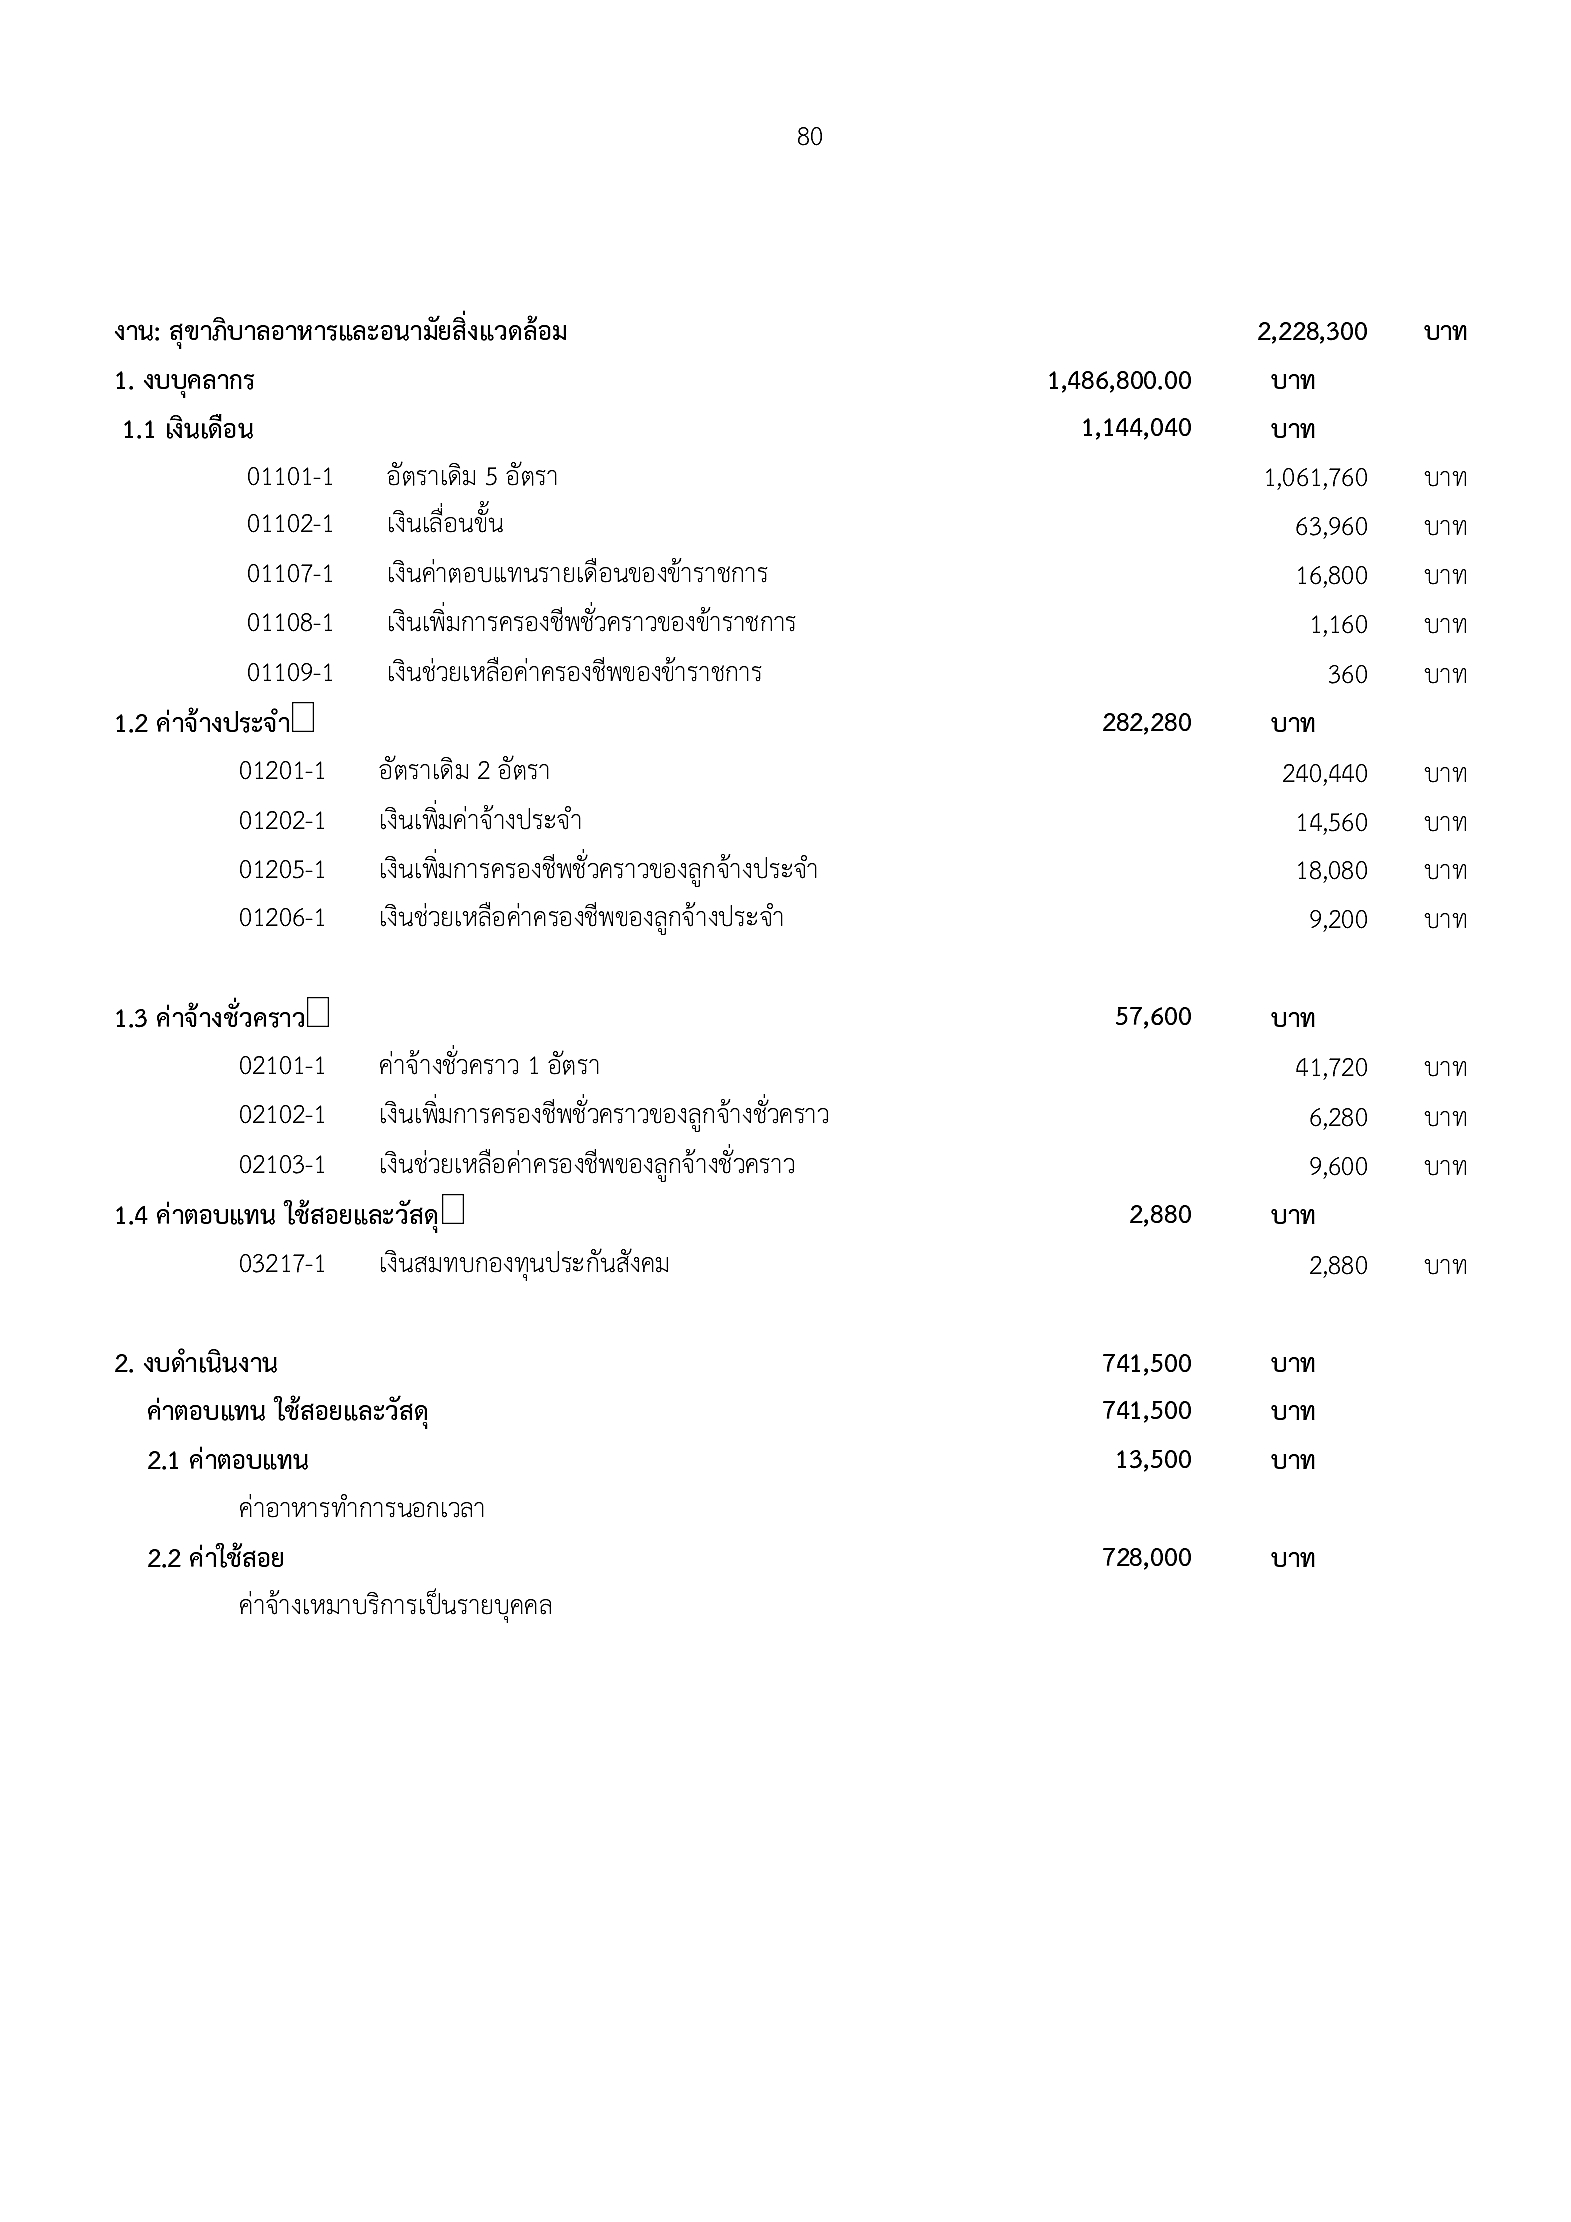 80
งาน: สุขาภิบาลอาหารและอนามัยสิ่งแวดล้อม 2,228,300 บาท
1. งบบุคลากร 1,486,800.00 บาท
1.1 เงินเดือน 1,144,040 บาท
01101-1 อัตราเดิม 5 อัตรา 1,061,760 บาท
01102-1 เงินเลื่อนขั้น 63,960 บาท
01107-1 เงินค่าตอบแทนรายเดือนของข้าราชการ 16,800 บาท
01108-1 เงินเพิ่มการครองชีพชั่วคราวของข้าราชการ 1,160 บาท
01109-1 เงินช่วยเหลือค่าครองชีพของข้าราชการ 360 บาท
1.2 ค่าจ้างประจำ 282,280 บาท
01201-1 อัตราเดิม 2 อัตรา 240,440 บาท
01202-1 เงินเพิ่มค่าจ้างประจำ 14,560 บาท
01205-1 เงินเพิ่มการครองชีพชั่วคราวของลูกจ้างประจำ 18,080 บาท
01206-1 เงินช่วยเหลือค่าครองชีพของลูกจ้างประจำ 9,200 บาท
1.3 ค่าจ้างชั่วคราว 57,600 บาท
02101-1 ค่าจ้างชั่วคราว 1 อัตรา 41,720 บาท
02102-1 เงินเพิ่มการครองชีพชั่วคราวของลูกจ้างชั่วคราว 6,280 บาท
02103-1 เงินช่วยเหลือค่าครองชีพของลูกจ้างชั่วคราว 9,600 บาท
1.4 ค่าตอบแทน ใช้สอยและวัสดุ 2,880 บาท
03217-1 เงินสมทบกองทุนประกันสังคม 2,880 บาท
2. งบดำเนินงาน 741,500 บาท
ค่าตอบแทน ใช้สอยและวัสดุ 741,500 บาท
2.1 ค่าตอบแทน 13,500 บาท
ค่าอาหารทำการนอกเวลา
2.2 ค่าใช้สอย 728,000 บาท
ค่าจ้างเหมาบริการเป็นรายบุคคล